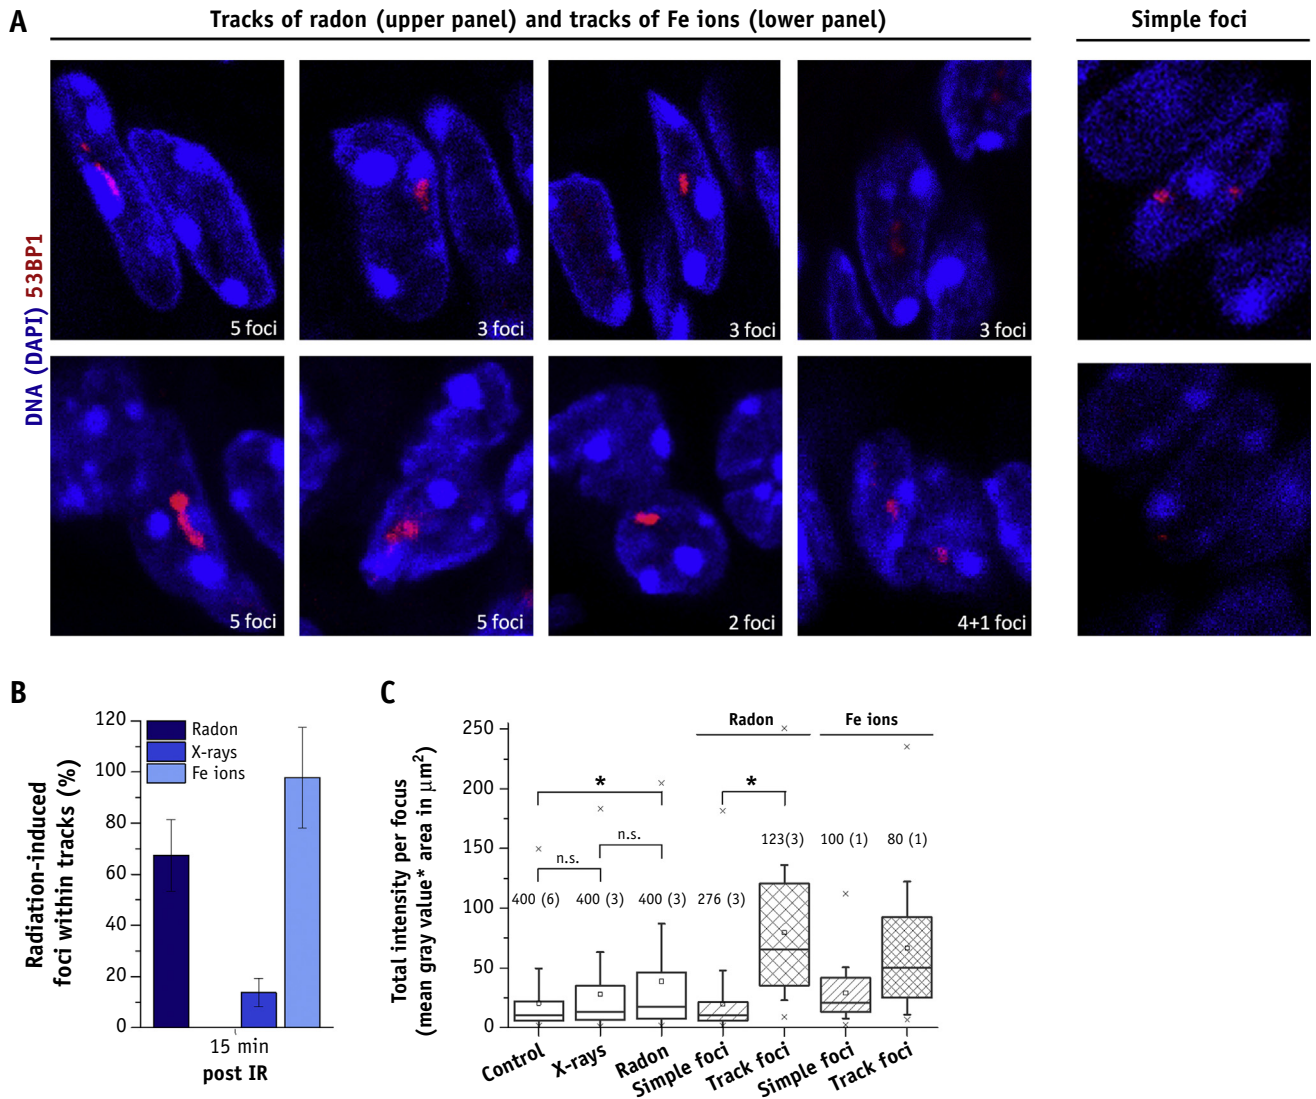 A
Tracks of radon (upper panel) and tracks of Fe ions (lower panel)
Simple foci
DNA (DAPI) 53BP1
5 foci
3 foci
3 foci
3 foci
5 foci
5 foci
2 foci
4+1 foci
B
Radiation-induced
foci within tracks (%)
120
100
80
60
40
20
0
Radon
X-rays
Fe ions
15 min
post IR
C
Total intensity per focus
(mean gray value* area in μm²)
250
200
150
100
50
0
Radon
Fe ions
*
*
n.s.
n.s.
400 (6)
400 (3)
400 (3)
276 (3)
123(3)
100 (1)
80 (1)
Control
X-rays
Radon
Simple foci
Track foci
Simple foci
Track foci